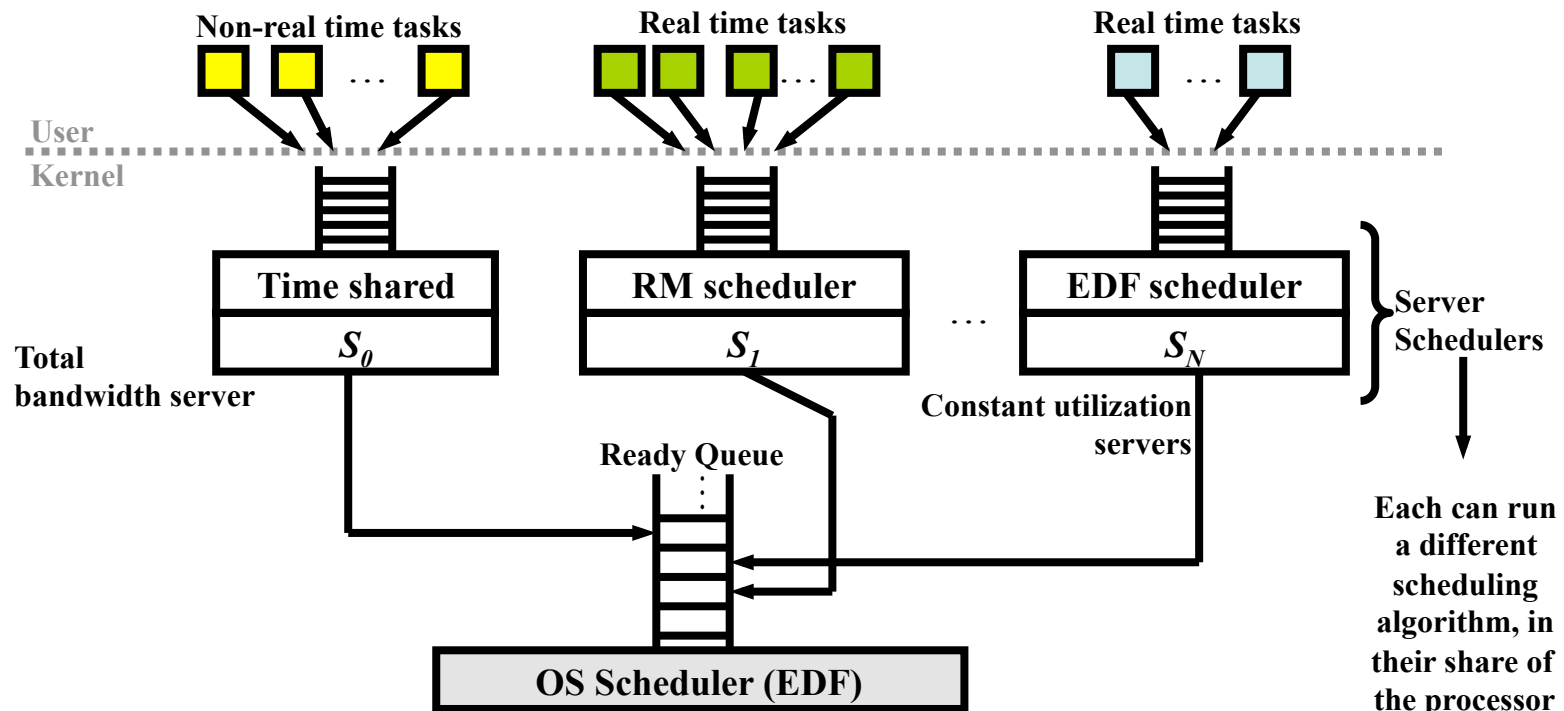 Non-real time tasks
Real time tasks
Real time tasks
...
...
...
User
Kernel
Time shared
RM scheduler
EDF scheduler
S0
S1
...
SN
Server
Schedulers
Total
bandwidth server
Constant utilization
servers
Ready Queue
Each can run
a different
scheduling
algorithm, in
their share of
the processor
OS Scheduler (EDF)